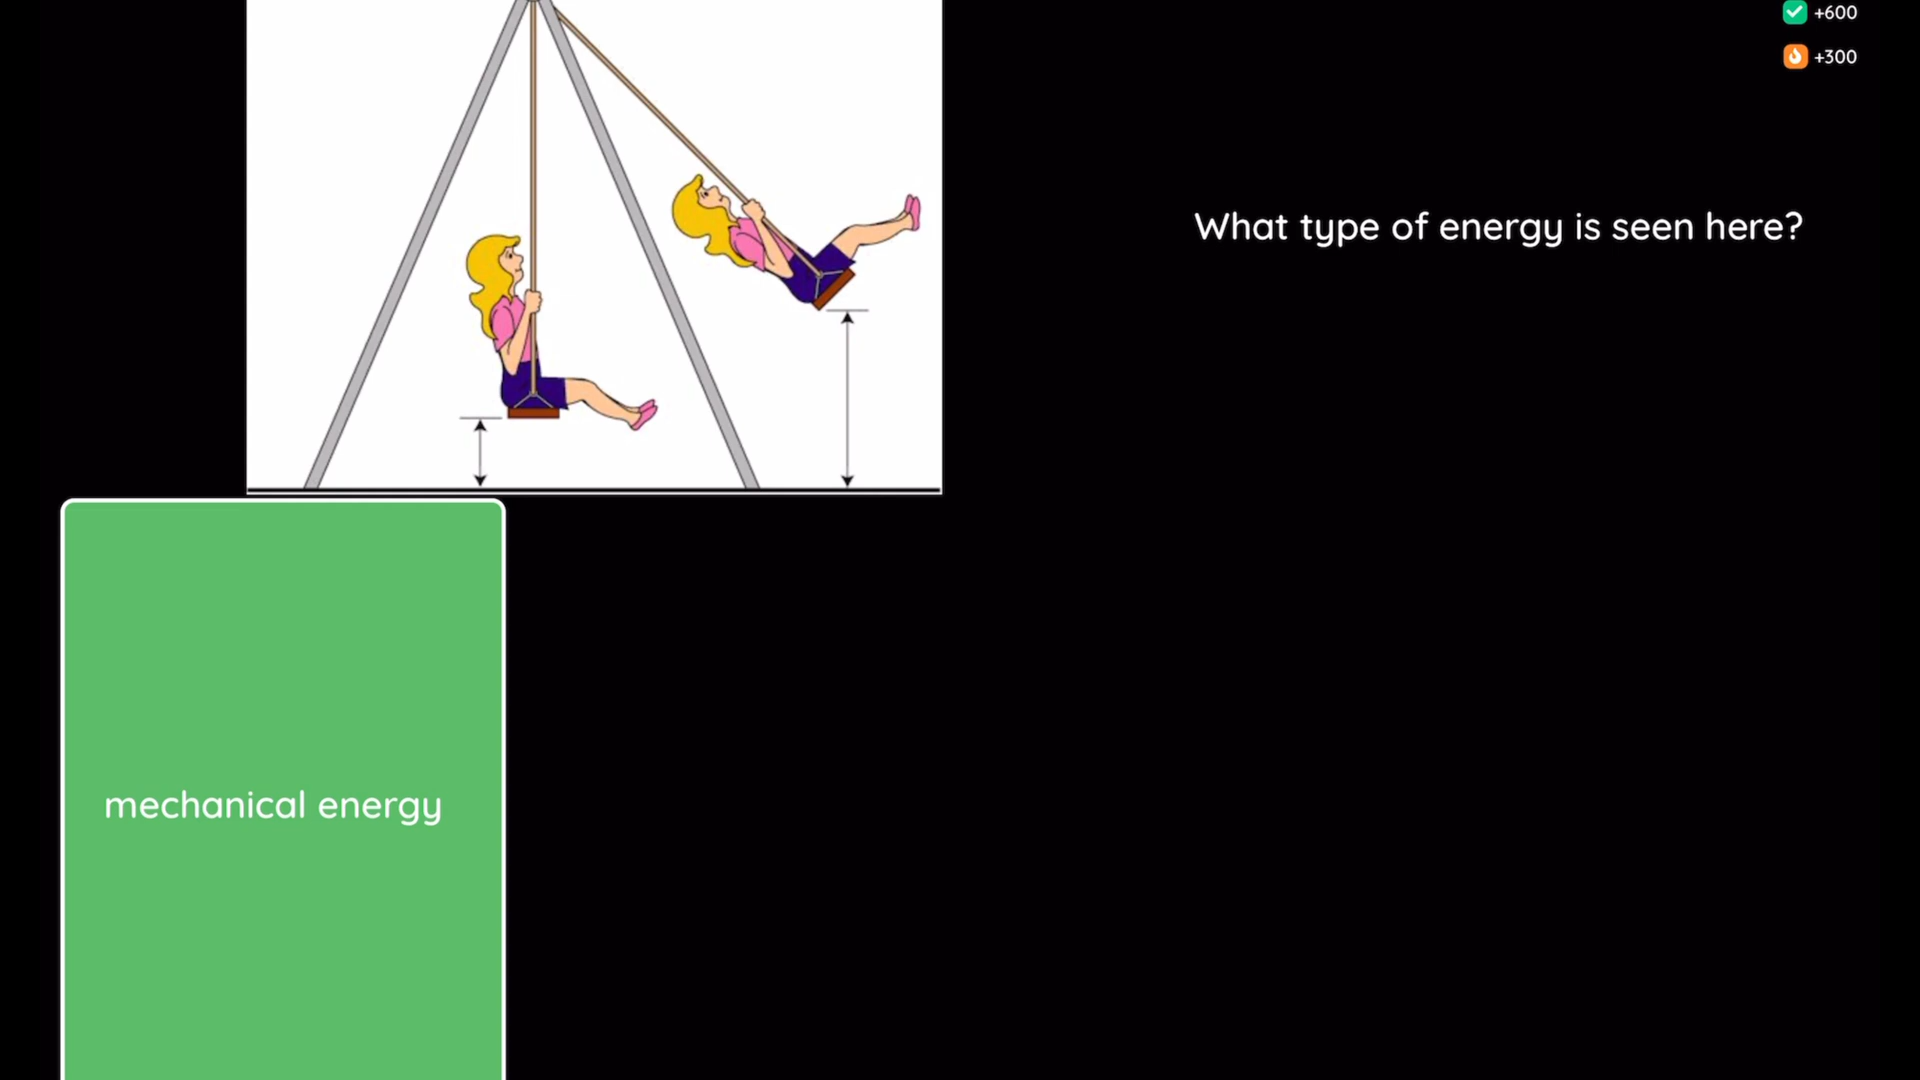 +600
+300
What type of energy is seen here?
mechanical energy